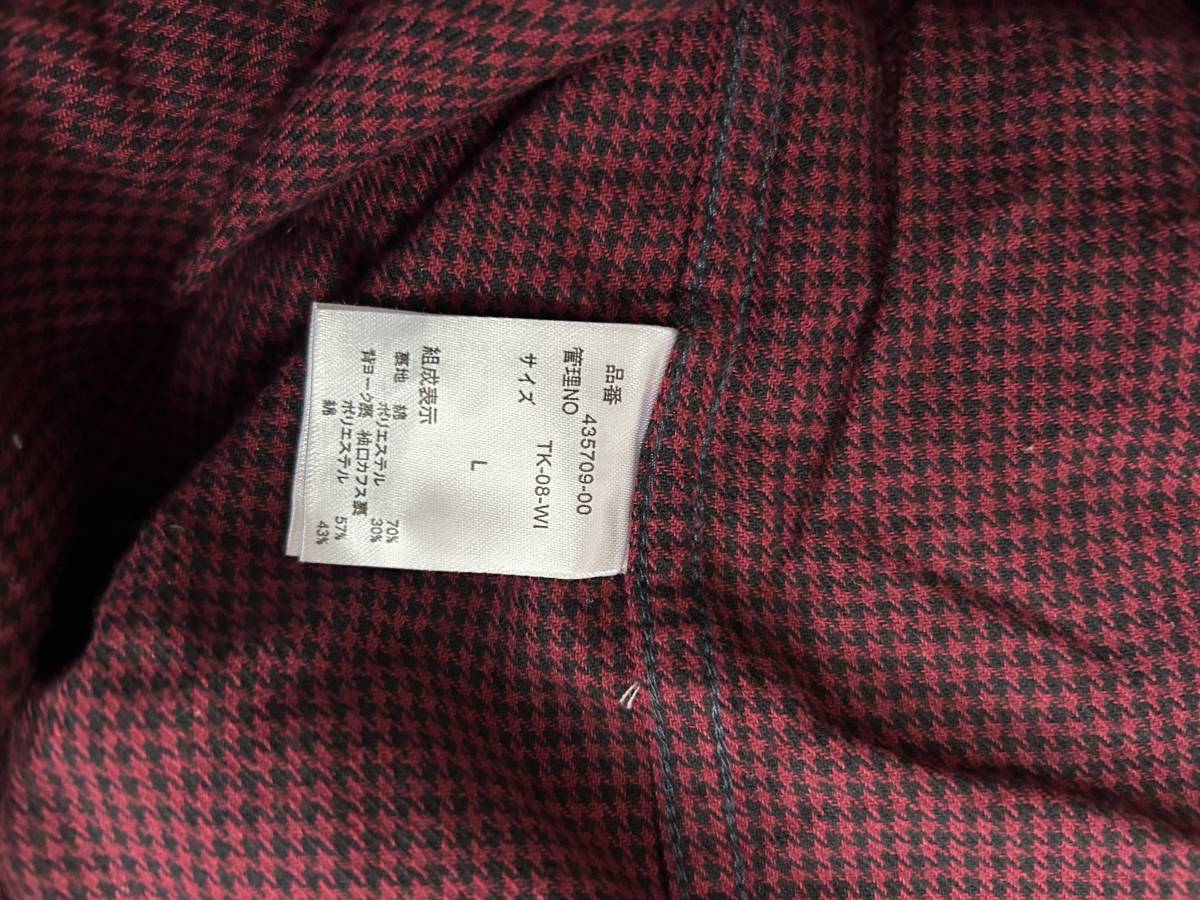 品番 435709-00
管理NO TK-08-WI
サイズ L
組成表示
裏地 綿 70%
ポリエステル 30%
背ヨーク裏 袖口カフス裏
ポリエステル 57%
綿 43%